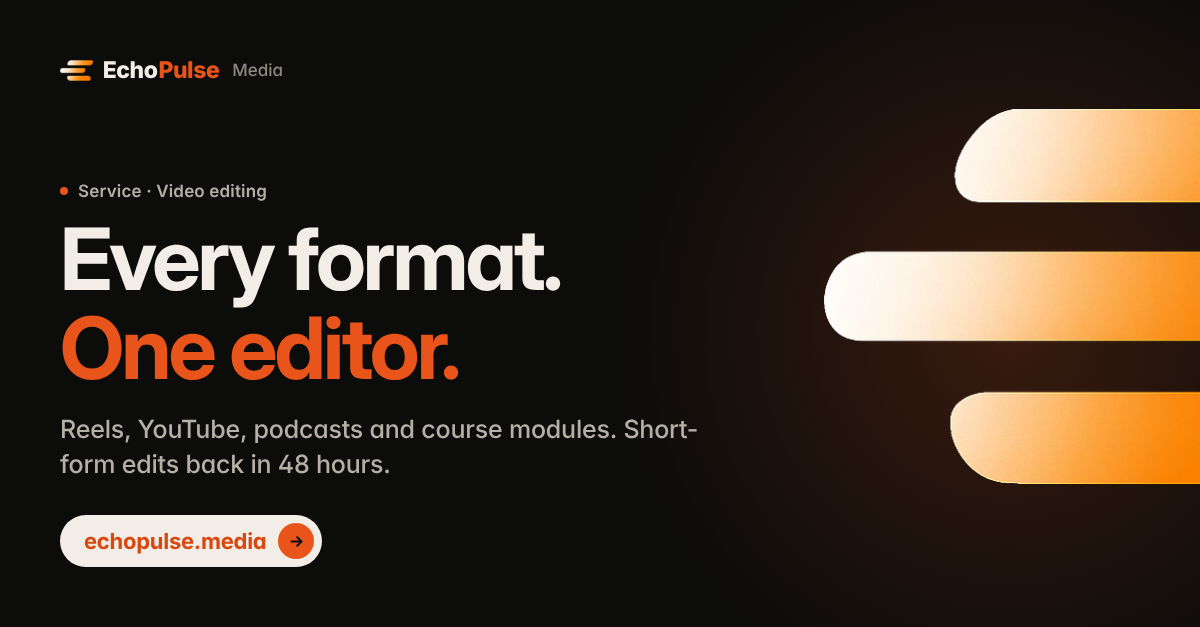 EchoPulse Media
Service · Video editing
Every format.
One editor.
Reels, YouTube, podcasts and course modules. Short-
form edits back in 48 hours.
echopulse.media →